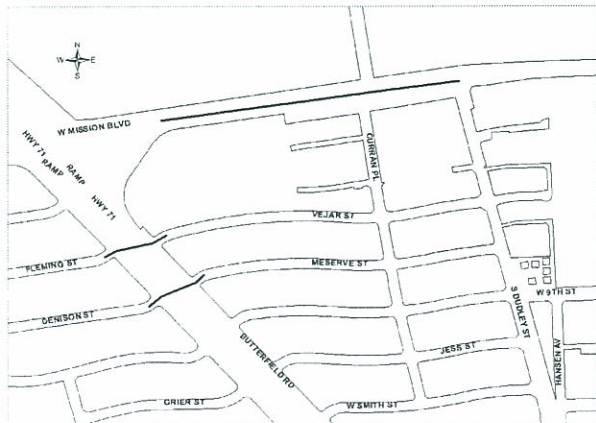 N
W E
S
W MISSION BLVD
HWY 71
RAMP
RAMP
HWY 71
CURRAN PL
VEJAR ST
FLEMING ST
MESERVE ST
DENISON ST
S DUDLEY ST
W 9TH ST
BUTTERFIELD RD
JESS ST
HANSEN AV
GRIER ST
W SMITH ST